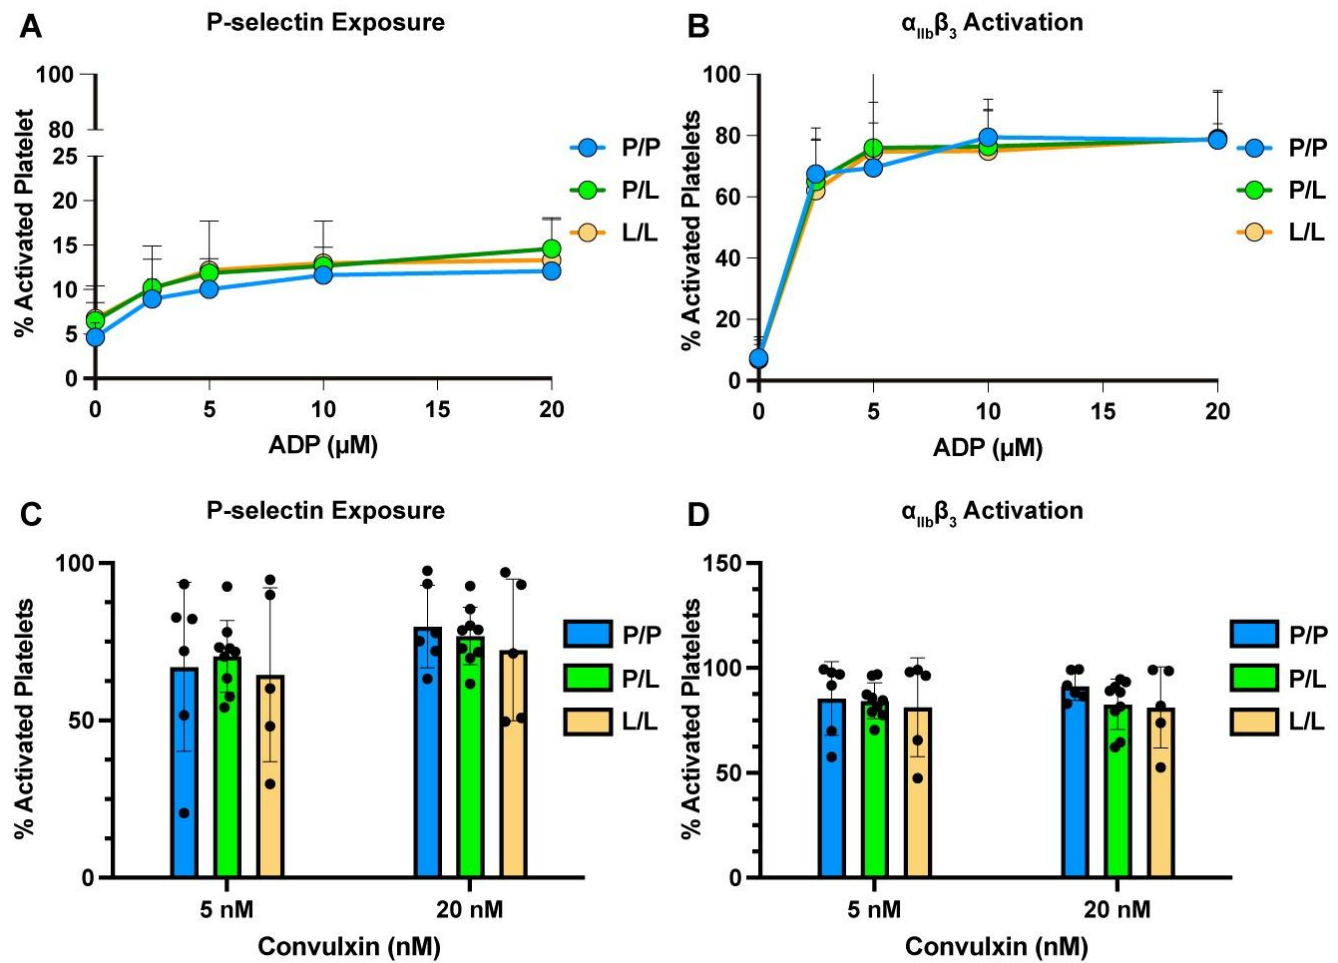 A
P-selectin Exposure
% Activated Platelet
100
80
25
20
15
10
5
0
0 5 10 15 20
ADP (µM)
P/P
P/L
L/L
B
αIIbβ3 Activation
% Activated Platelets
100
80
60
40
20
0
0 5 10 15 20
ADP (µM)
P/P
P/L
L/L
C
P-selectin Exposure
% Activated Platelets
100
50
0
5 nM 20 nM
Convulxin (nM)
P/P
P/L
L/L
D
αIIbβ3 Activation
% Activated Platelets
150
100
50
0
5 nM 20 nM
Convulxin (nM)
P/P
P/L
L/L